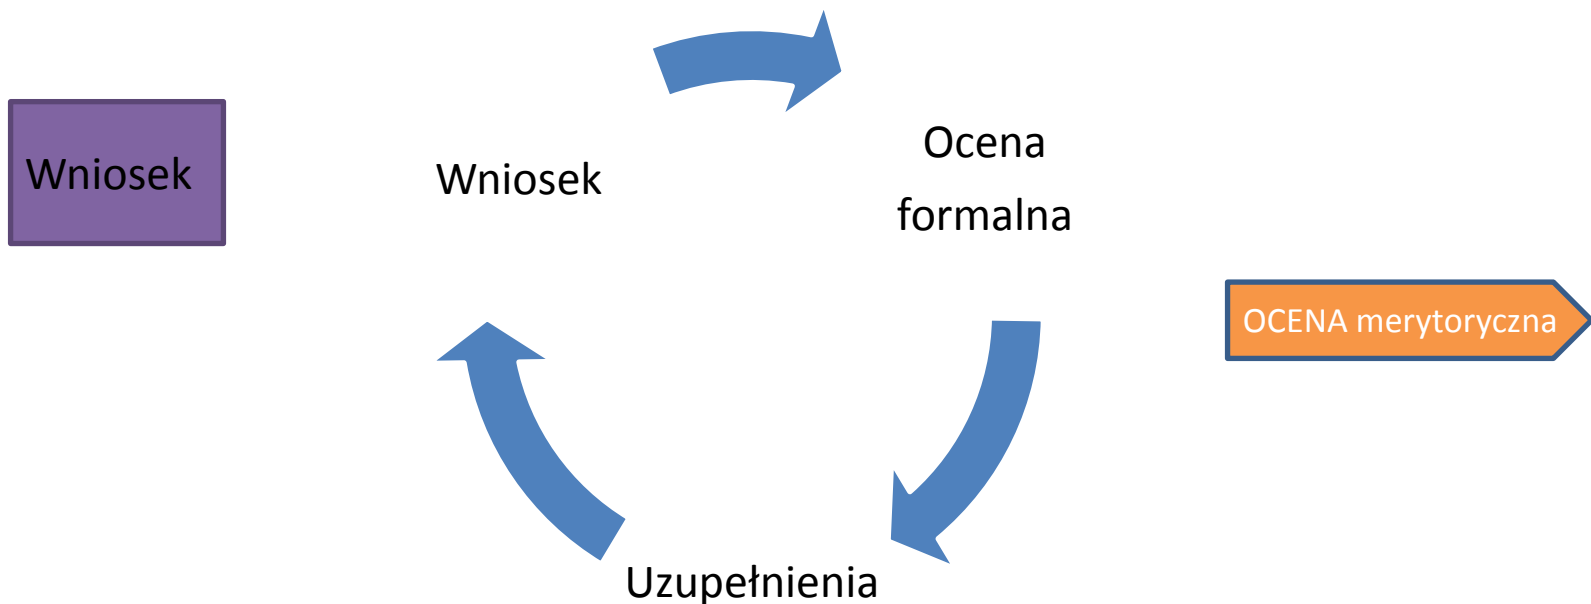 Wniosek
Wniosek
Ocena
formalna
OCENA merytoryczna
Uzupełnienia